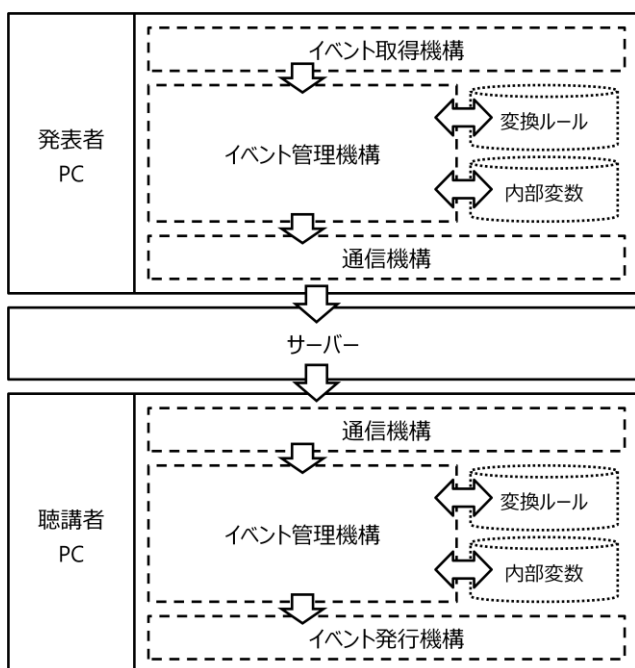 イベント取得機構
発表者
PC
イベント管理機構
変換ルール
内部変数
通信機構
サーバー
聴講者
PC
通信機構
イベント管理機構
変換ルール
内部変数
イベント発行機構